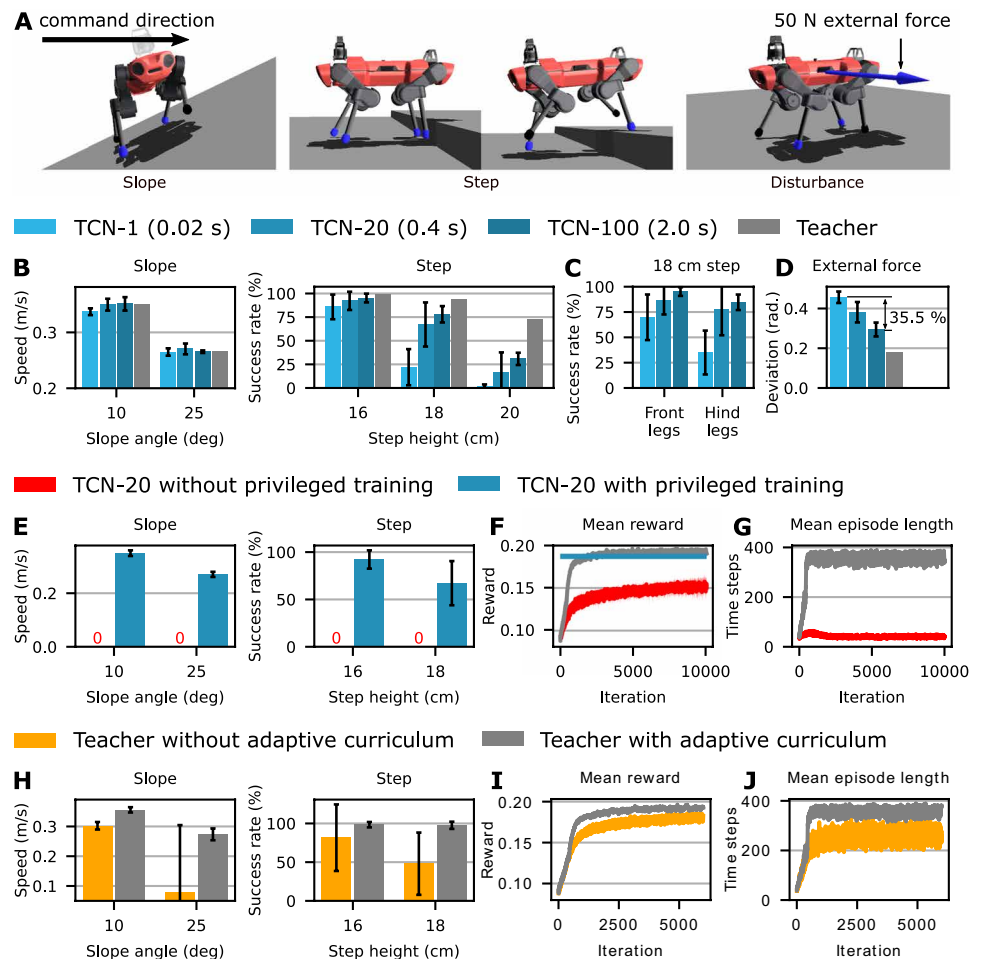 A command direction
50 N external force
Slope
Step
Disturbance
TCN-1 (0.02 s) TCN-20 (0.4 s) TCN-100 (2.0 s) Teacher
B Slope
Speed (m/s)
0.3
0.2
10 25
Slope angle (deg)
Step
Success rate (%)
100
75
50
25
0
16 18 20
Step height (cm)
C 18 cm step
Success rate (%)
100
75
50
25
0
Front legs
Hind legs
D External force
Deviation (rad.)
0.4
0.2
0.0
35.5 %
TCN-20 without privileged training TCN-20 with privileged training
E Slope
Speed (m/s)
0.2
0.0
0 0
10 25
Slope angle (deg)
Step
Success rate (%)
100
50
0
0 0
16 18
Step height (cm)
F Mean reward
Reward
0.20
0.15
0.10
0 5000 10000
Iteration
G Mean episode length
Time steps
400
200
0
0 5000 10000
Iteration
Teacher without adaptive curriculum Teacher with adaptive curriculum
H Slope
Speed (m/s)
0.3
0.2
0.1
10 25
Slope angle (deg)
Step
Success rate (%)
100
50
0
16 18
Step height (cm)
I Mean reward
Reward
0.20
0.15
0.10
0 2500 5000
Iteration
J Mean episode length
Time steps
400
200
0
0 2500 5000
Iteration